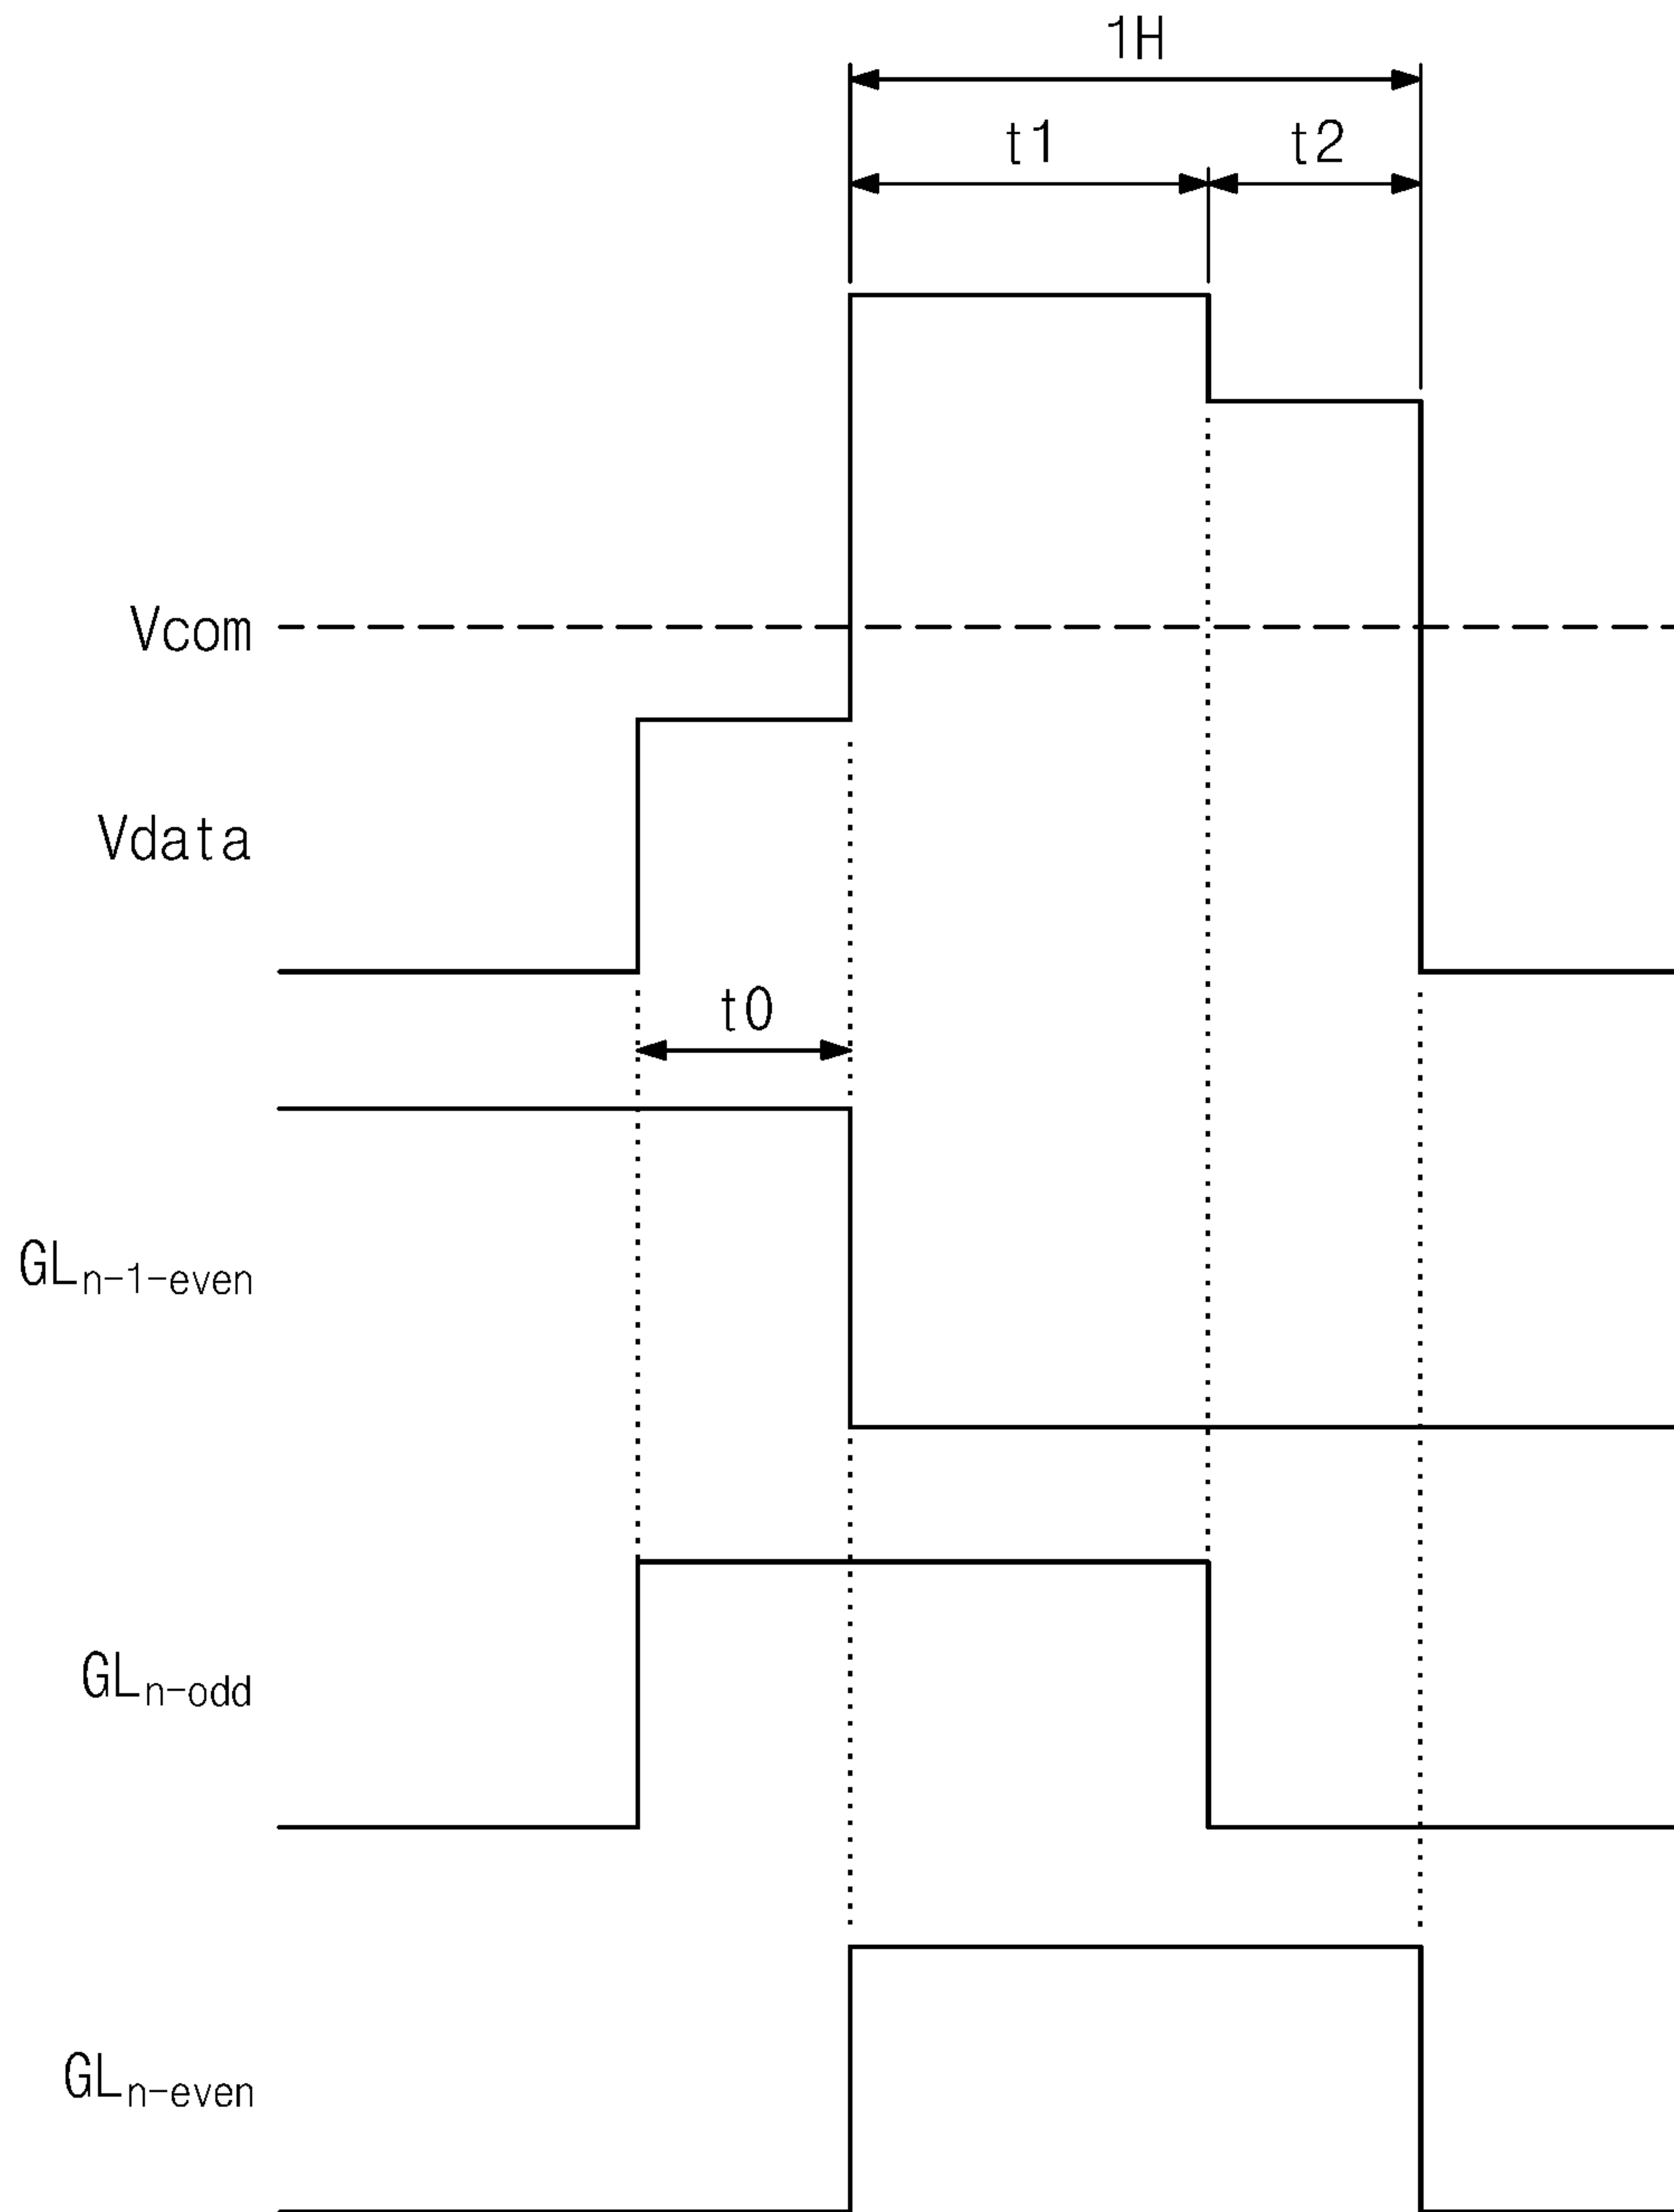 1H
t1 t2
Vcom
Vdata
t0
GLn-1-even
GLn-odd
GLn-even